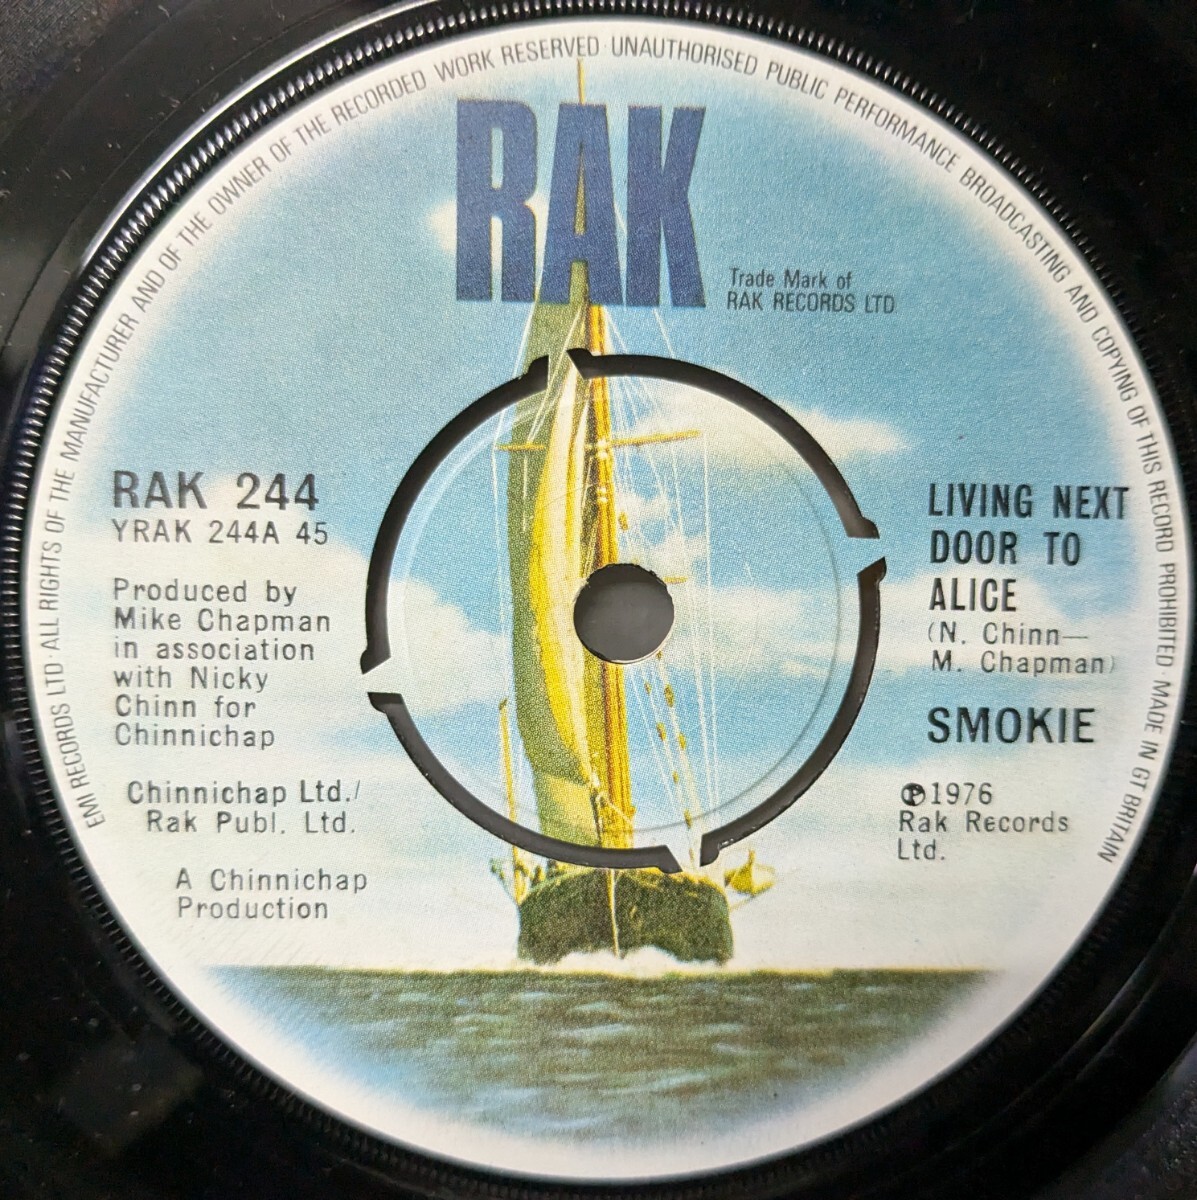 EMI RECORDS LTD · ALL RIGHTS OF THE MANUFACTURER AND OF THE OWNER OF THE RECORDED WORK RESERVED · UNAUTHORISED PUBLIC PERFORMANCE BROADCASTING AND COPYING OF THIS RECORD PROHIBITED · MADE IN GT BRITAIN
RAK
Trade Mark of
RAK RECORDS LTD.
RAK 244
YRAK 244A 45
Produced by
Mike Chapman
in association
with Nicky
Chinn for
Chinnichap
Chinnichap Ltd./
Rak Publ. Ltd.
A Chinnichap
Production
LIVING NEXT
DOOR TO
ALICE
(N. Chinn—
M. Chapman)
SMOKIE
℗1976
Rak Records
Ltd.